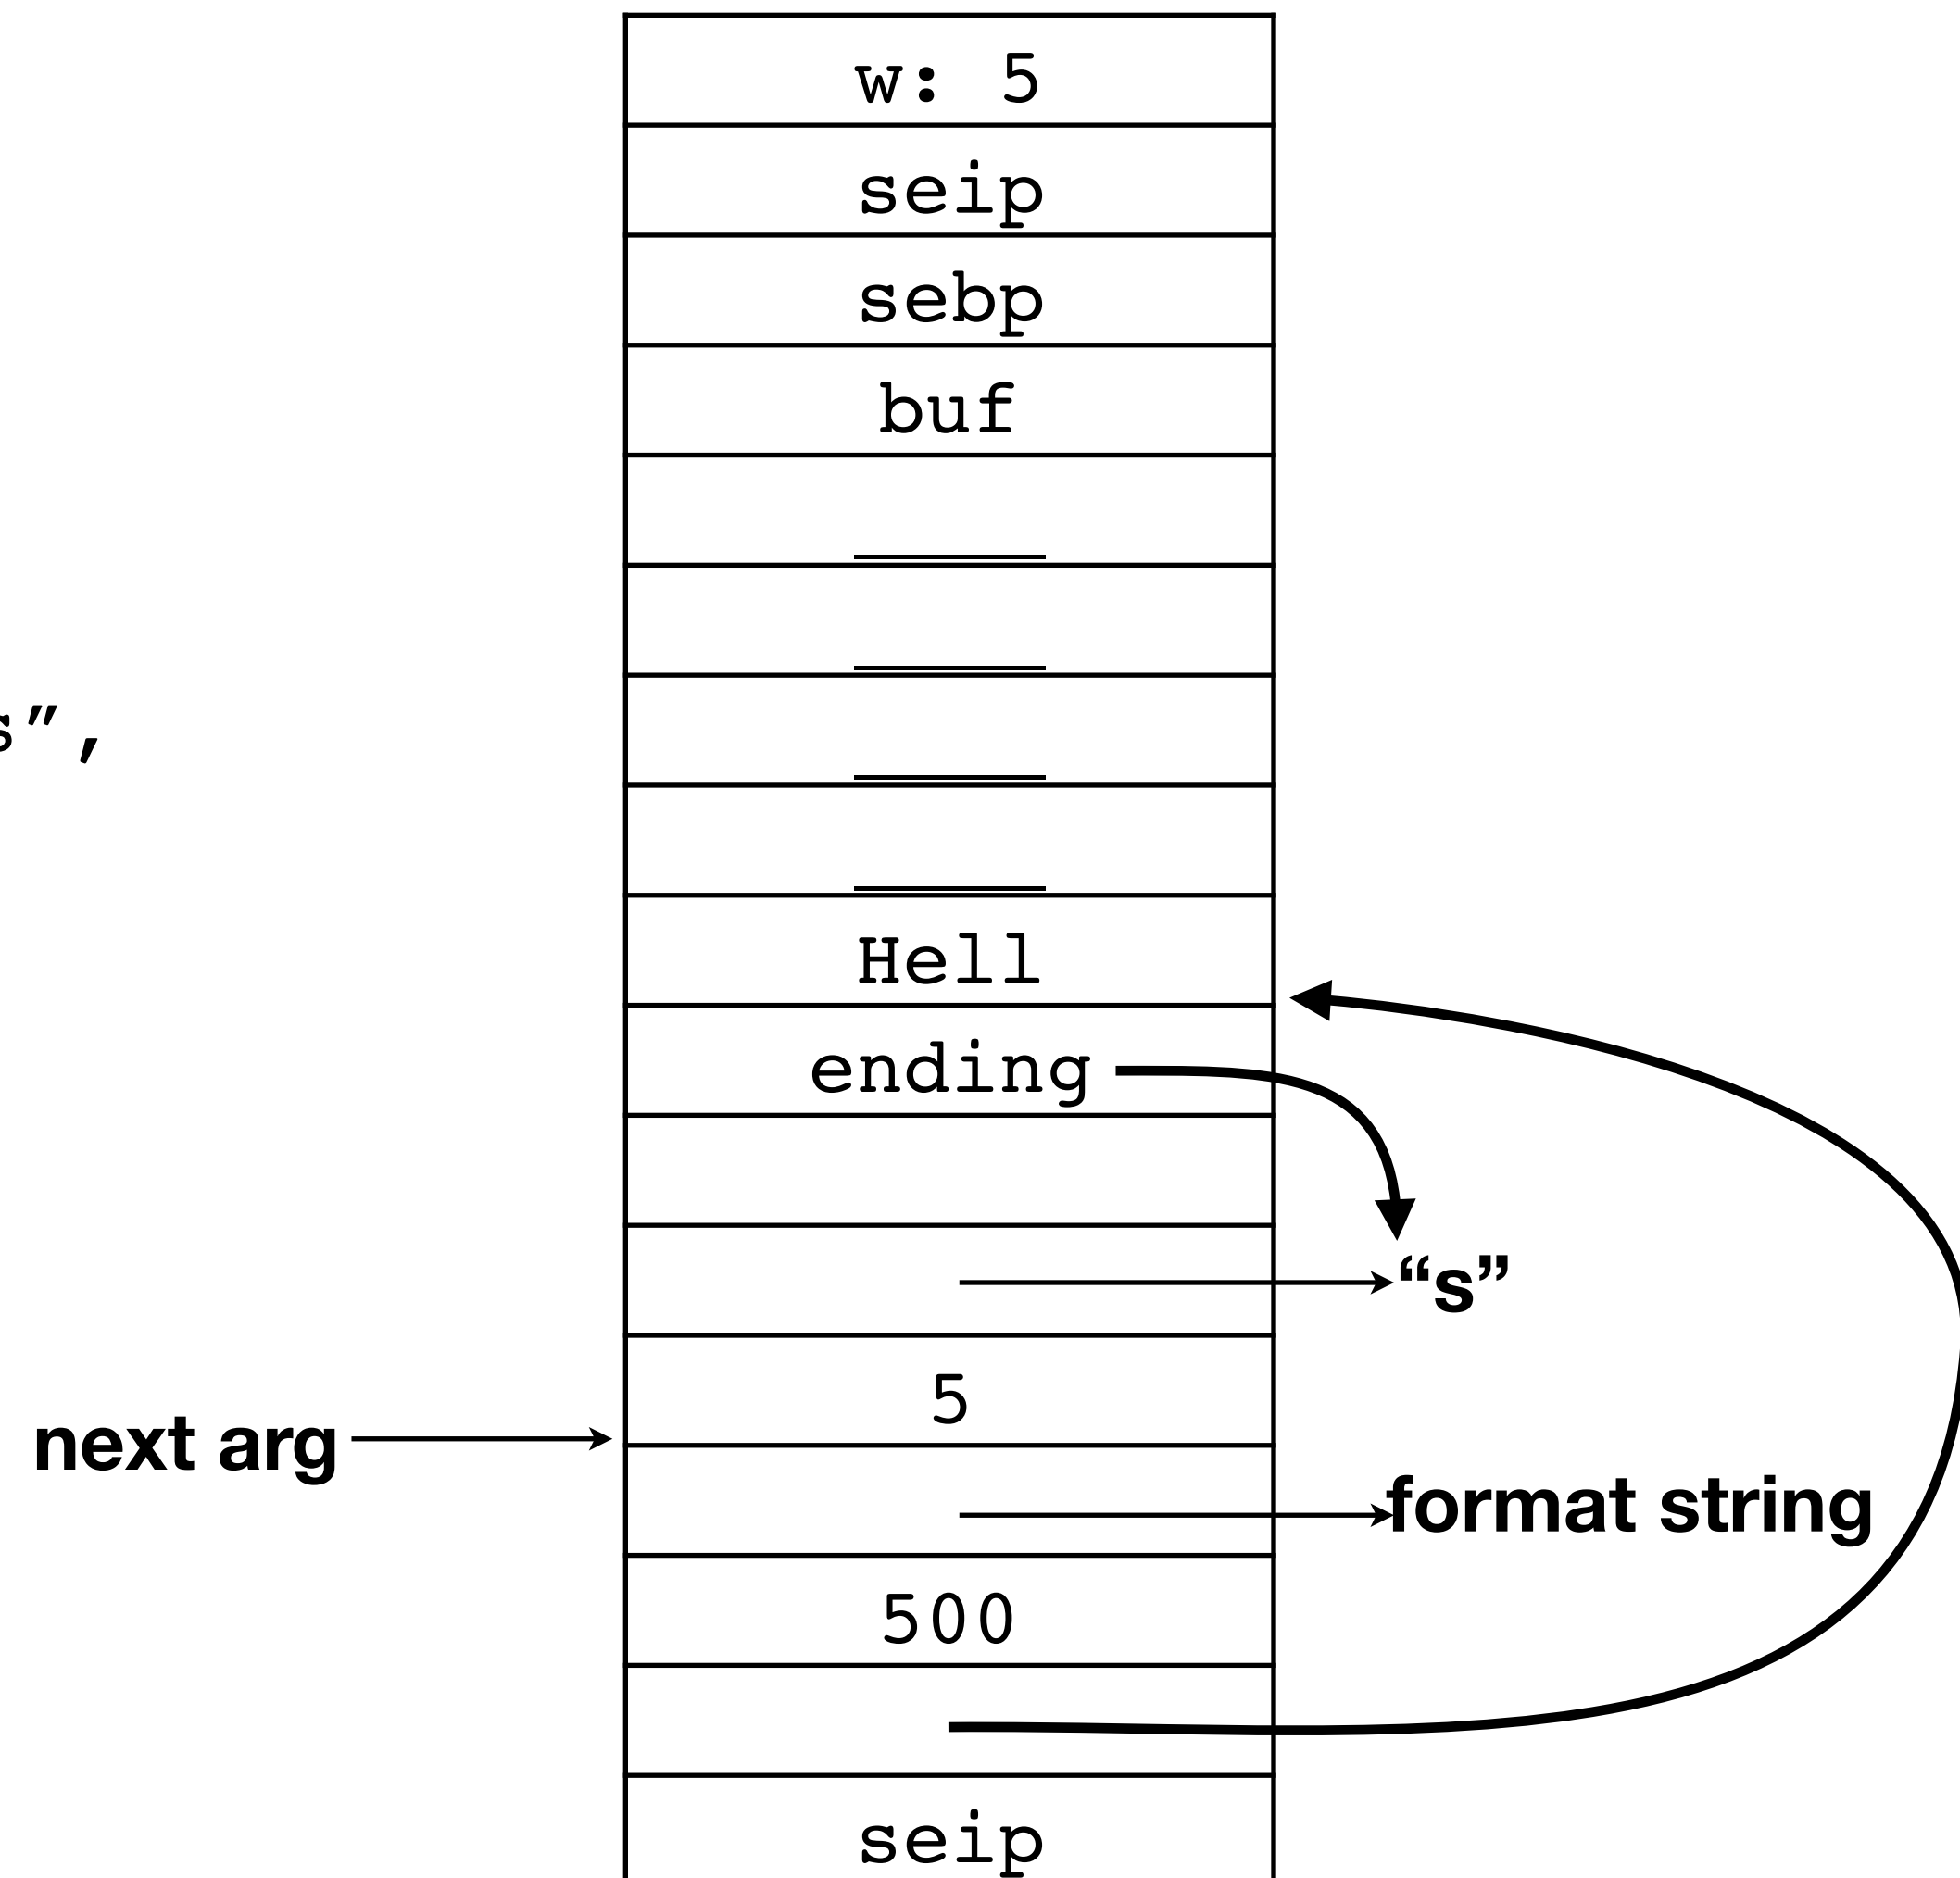 w: 5
seip
sebp
buf
s”,
Hell
ending
“s”
5
next arg
format string
500
seip